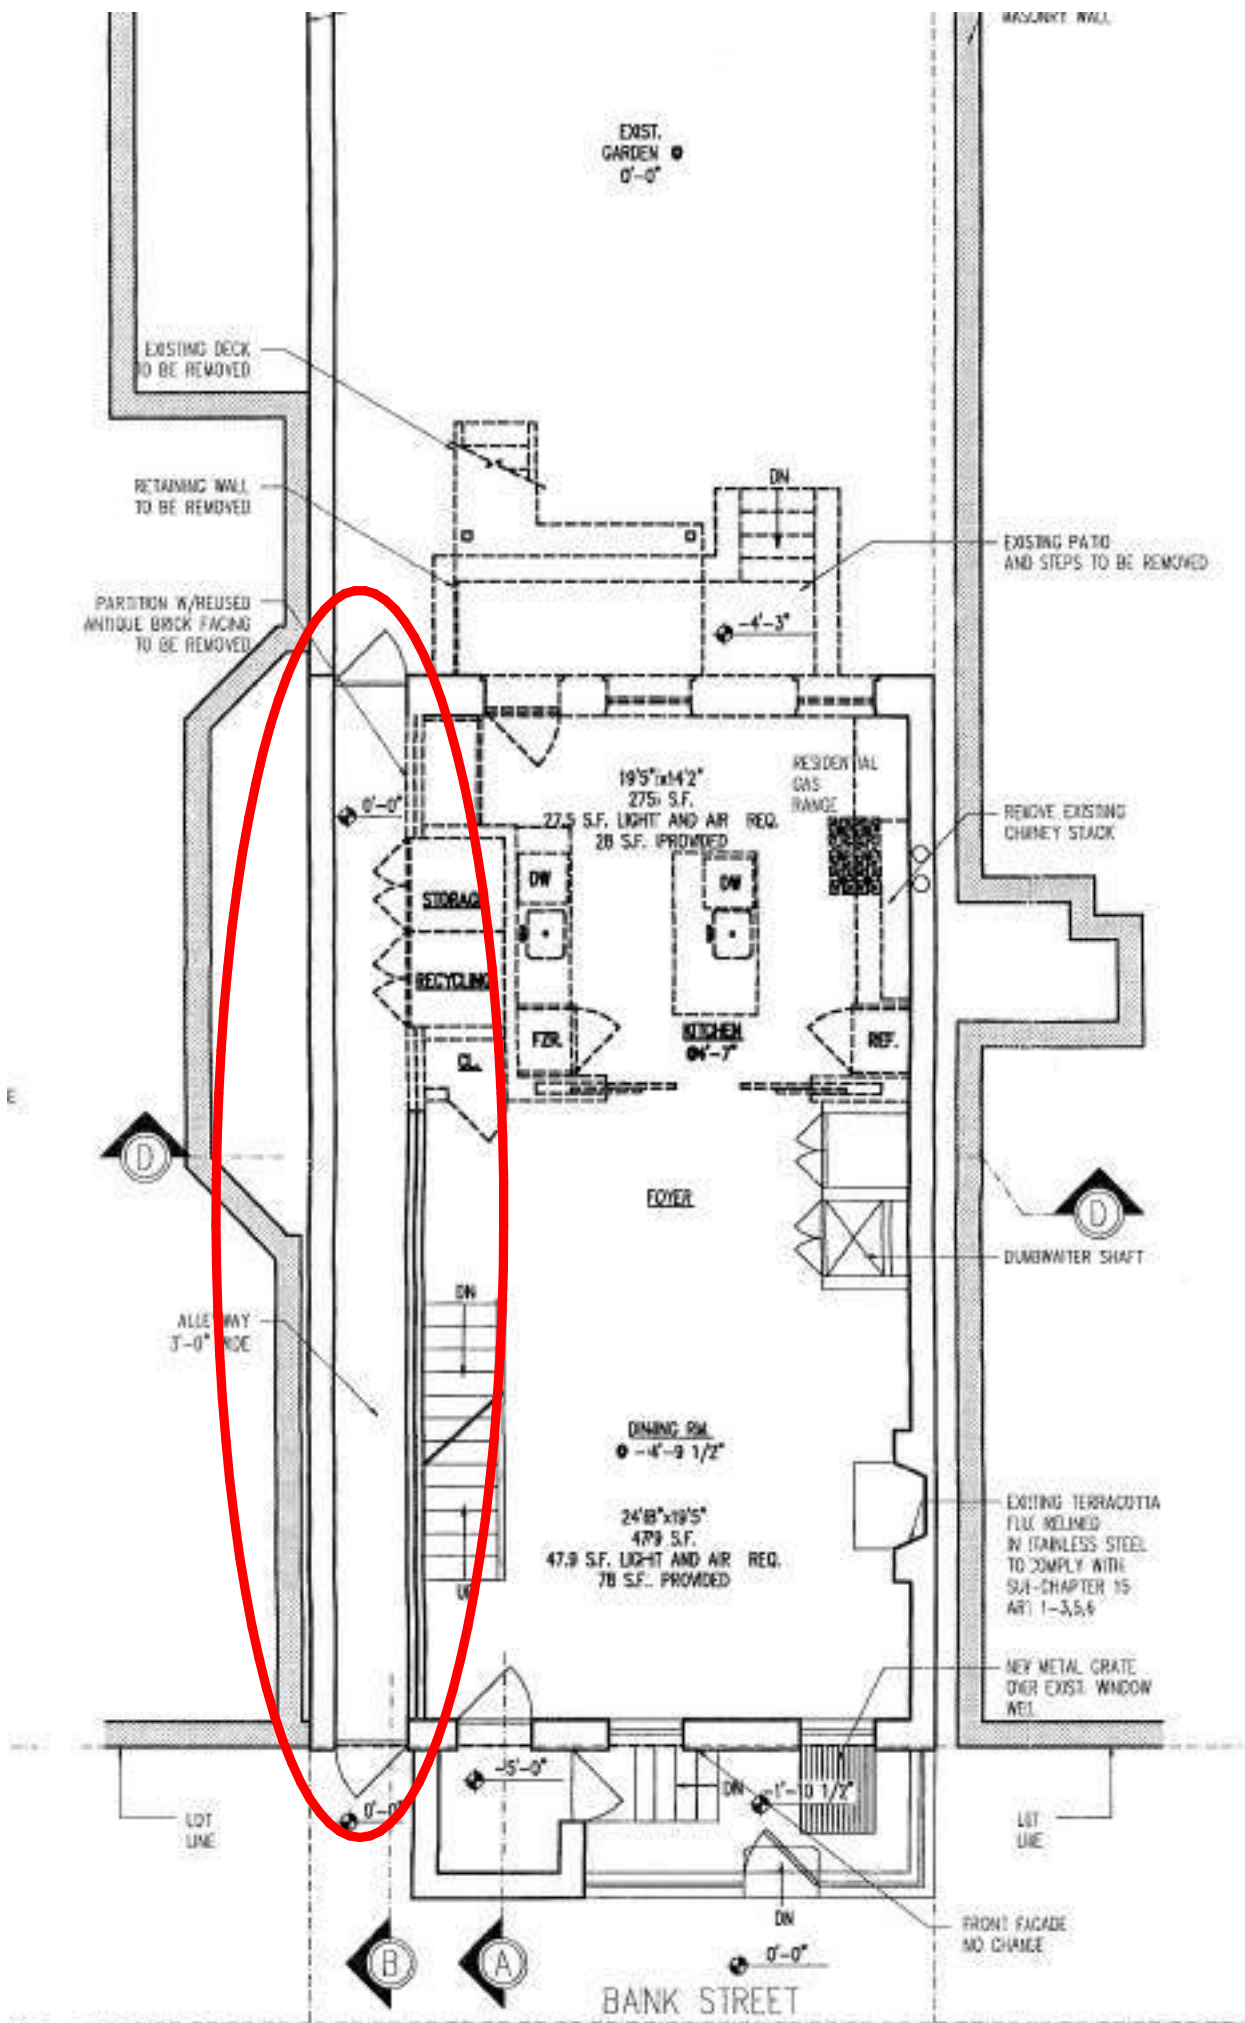 MASONRY WALL
EXIST.
GARDEN
0'-0"
EXISTING DECK
TO BE REMOVED
RETAINING WALL
TO BE REMOVED
DN
EXISTING PATIO
AND STEPS TO BE REMOVED
PARTITION W/REUSED
ANTIQUE BRICK FACING
TO BE REMOVED
-4'-3"
19'5"x14'2"
275 S.F.
27.5 S.F. LIGHT AND AIR REQ.
28 S.F. PROVIDED
RESIDENTIAL
GAS
RANGE
0'-0"
REMOVE EXISTING
CHIMNEY STACK
DW
DW
STORAGE
RECYCLING
FZR.
KITCHEN
REF.
CL.
D
FOYER
D
DUMBWAITER SHAFT
DN
ALLEYWAY
3'-0" WIDE
DINING RM.
-4'-9 1/2"
24'8"x19'5"
479 S.F.
47.9 S.F. LIGHT AND AIR REQ.
78 S.F. PROVIDED
UP
EXISTING TERRACOTTA
FLUE RELINED
IN STAINLESS STEEL
TO COMPLY WITH
SUB-CHAPTER 15
ART 1-3,5,6
NEW METAL GRATE
OVER EXIST. WINDOW
WELL
-5'-0"
DN
-1'-10 1/2"
0'-0"
LOT
LINE
LOT
LINE
DN
FRONT FACADE
NO CHANGE
B
A
0'-0"
BANK STREET